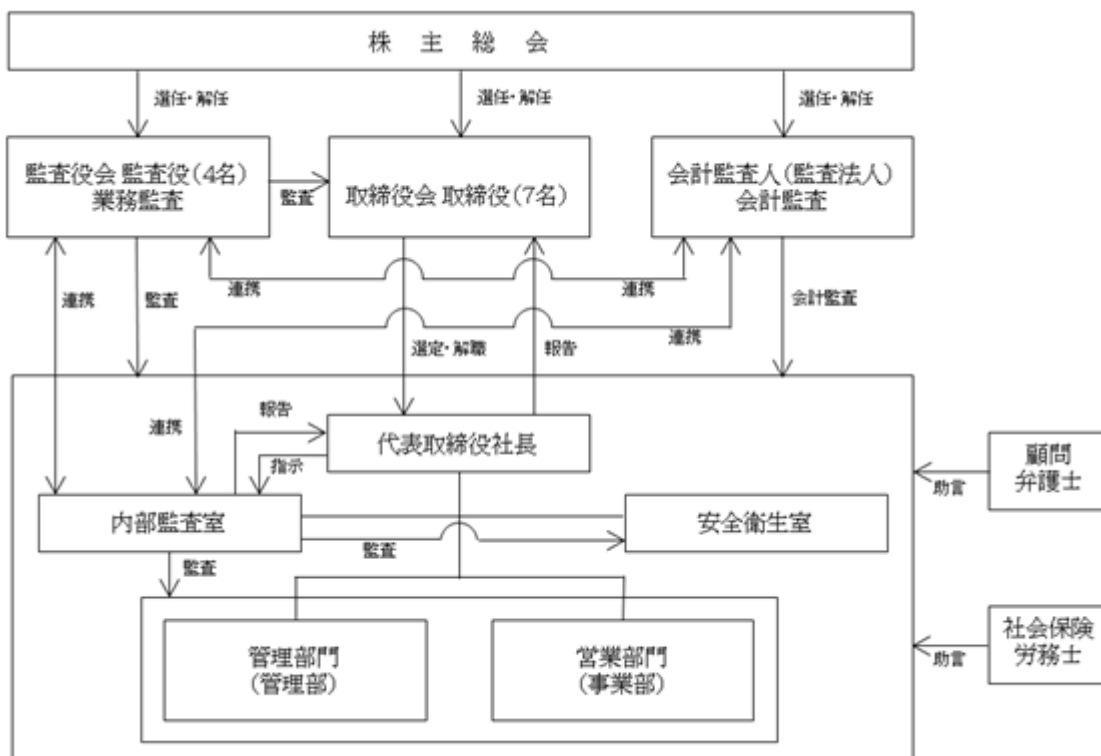 株 主 総 会
選任・解任
選任・解任
選任・解任
監査役会 監査役(4名)
業務監査
監査
取締役会 取締役(7名)
会計監査人(監査法人)
会計監査
連携
監査
連携
連携
会計監査
選定・解職
報告
連携
報告
連携
代表取締役社長
指示
顧問
弁護士
助言
内部監査室
監査
安全衛生室
監査
管理部門
(管理部)
営業部門
(事業部)
社会保険
労務士
助言